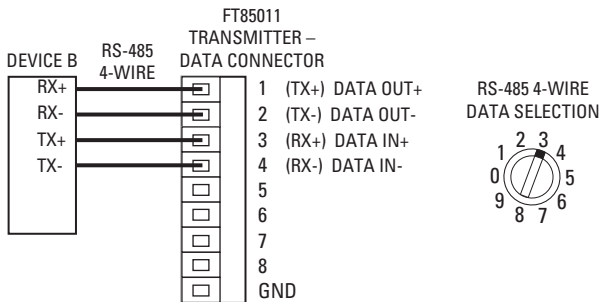 FT85011
TRANSMITTER –
DATA CONNECTOR
DEVICE B
RS-485
4-WIRE
RX+
RX-
TX+
TX-
1 (TX+) DATA OUT+
2 (TX-) DATA OUT-
3 (RX+) DATA IN+
4 (RX-) DATA IN-
5
6
7
8
GND
RS-485 4-WIRE
DATA SELECTION
0 1 2 3 4 5 6 7 8 9